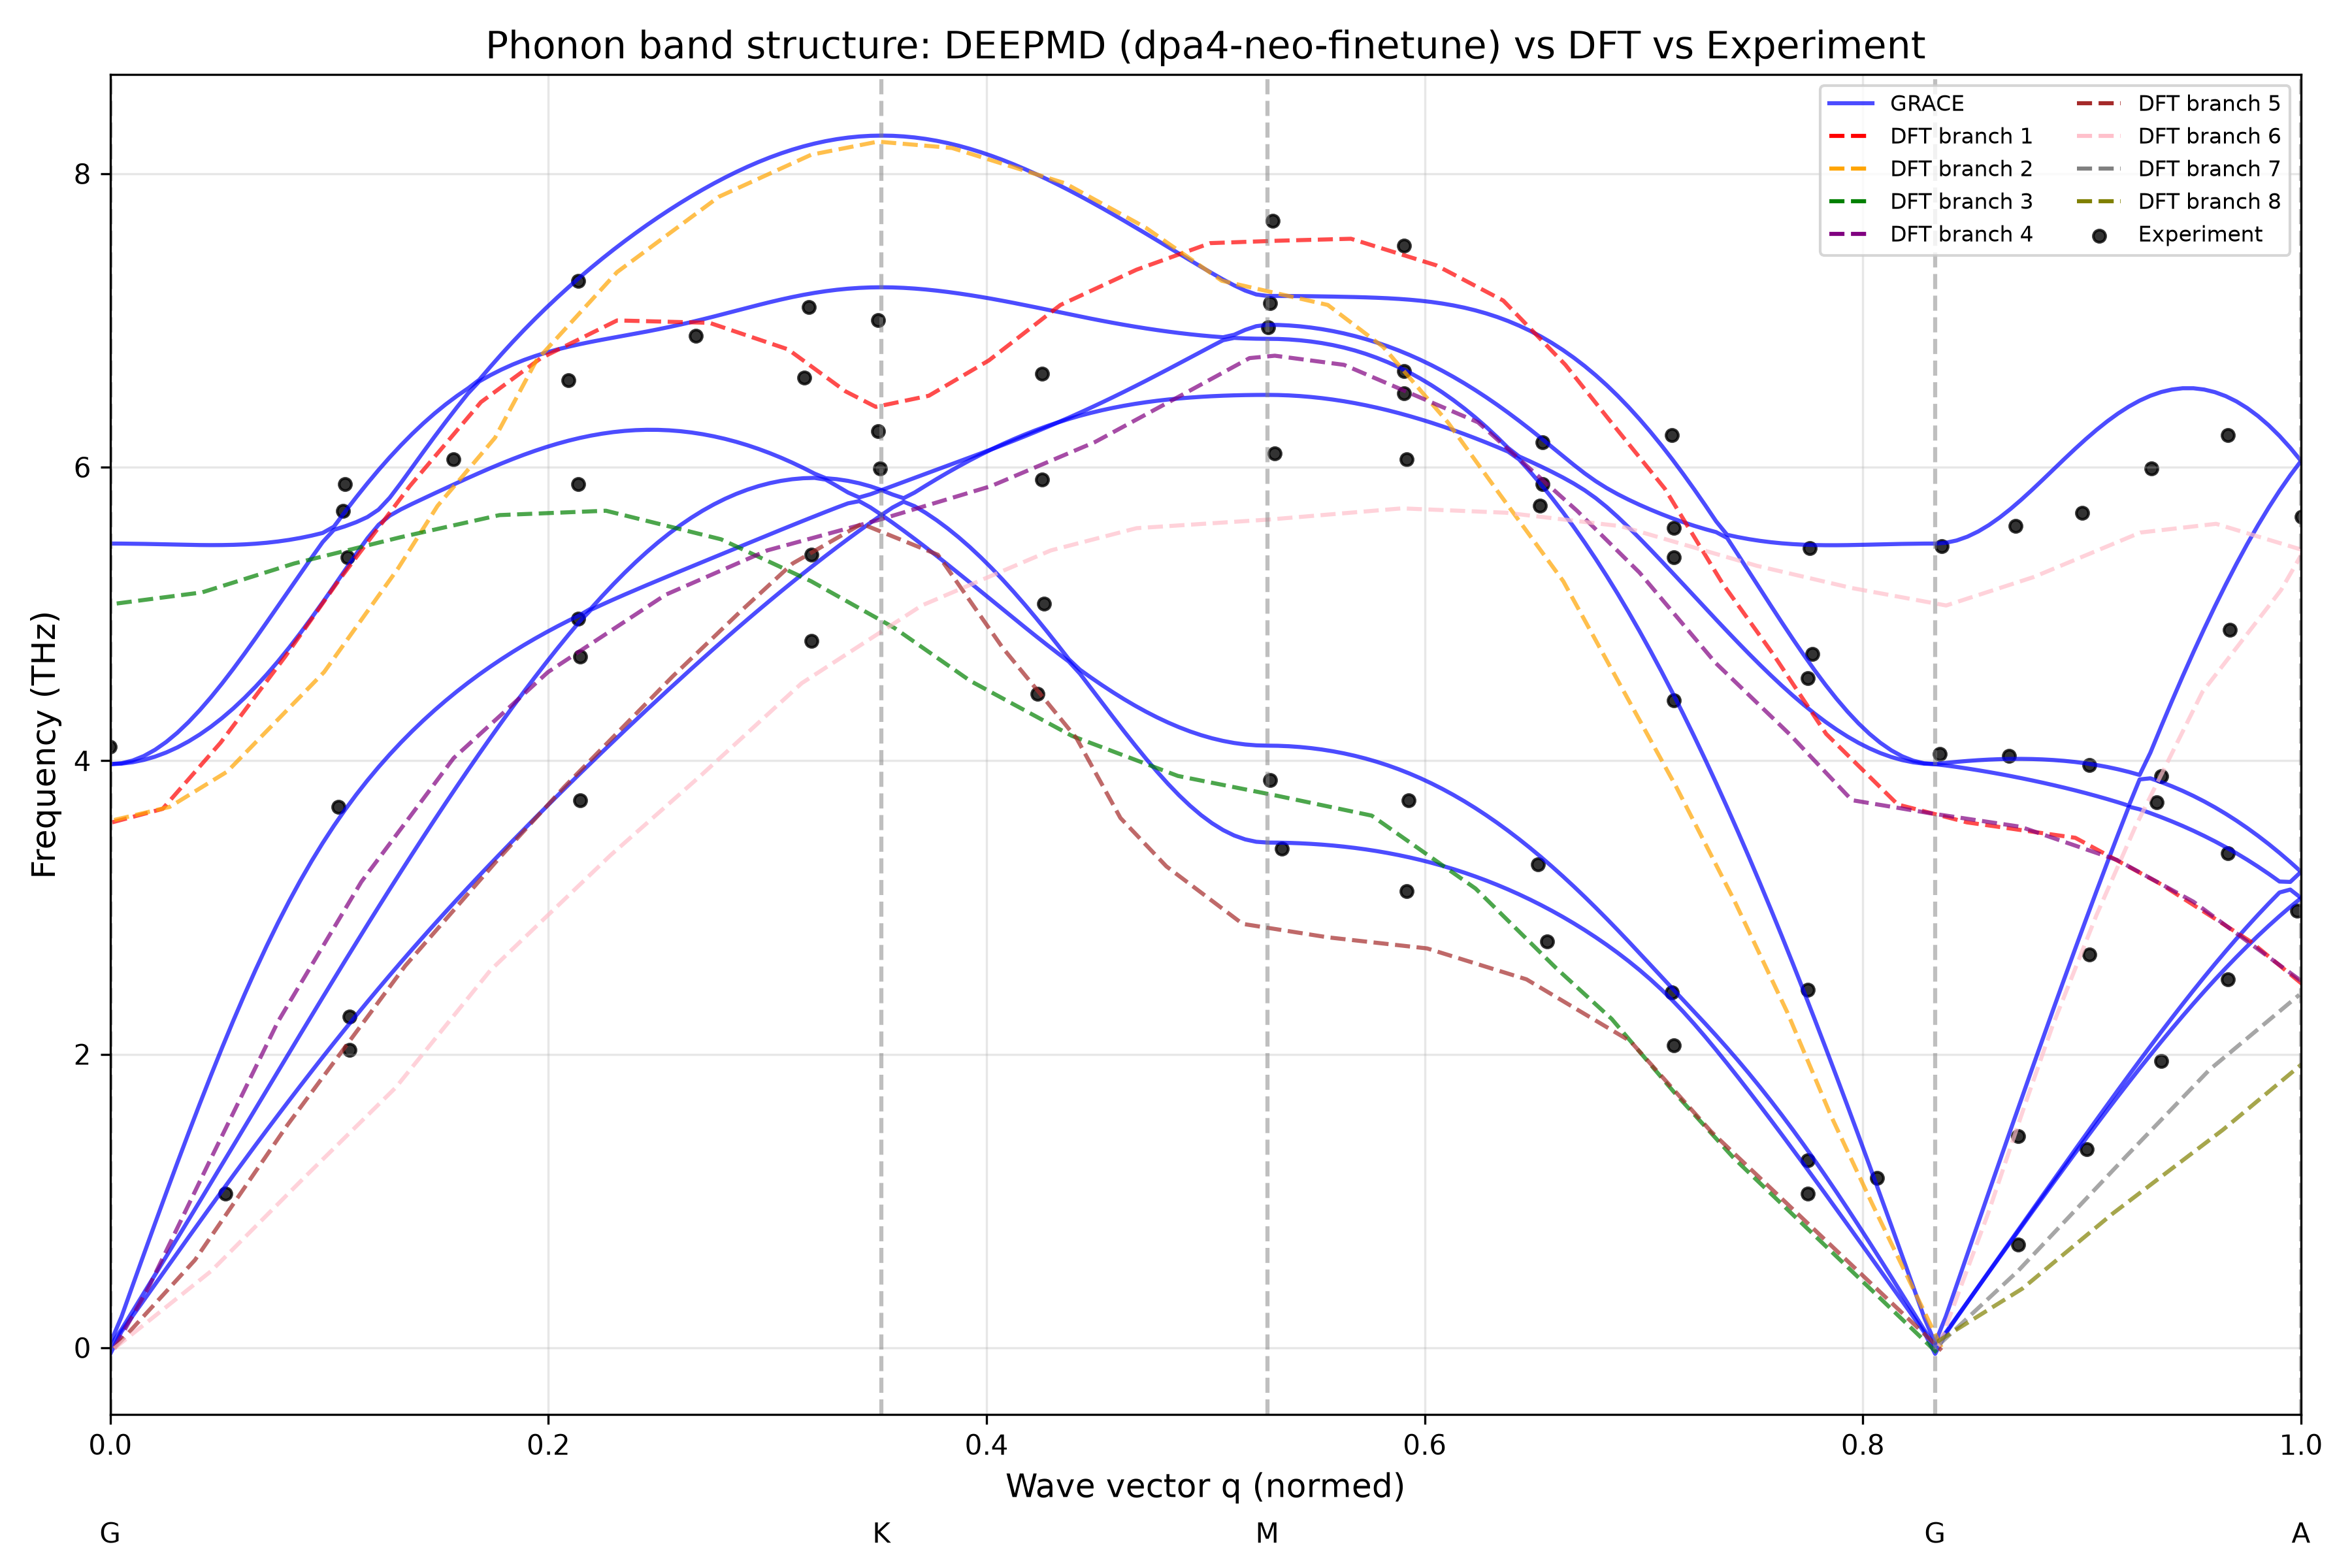 Phonon band structure: DEEPMD (dpa4-neo-finetune) vs DFT vs Experiment
GRACE
DFT branch 1
DFT branch 2
DFT branch 3
DFT branch 4
DFT branch 5
DFT branch 6
DFT branch 7
DFT branch 8
Experiment
Frequency (THz)
8
6
4
2
0
0.0 0.2 0.4 0.6 0.8 1.0
Wave vector q (normed)
G K M G A